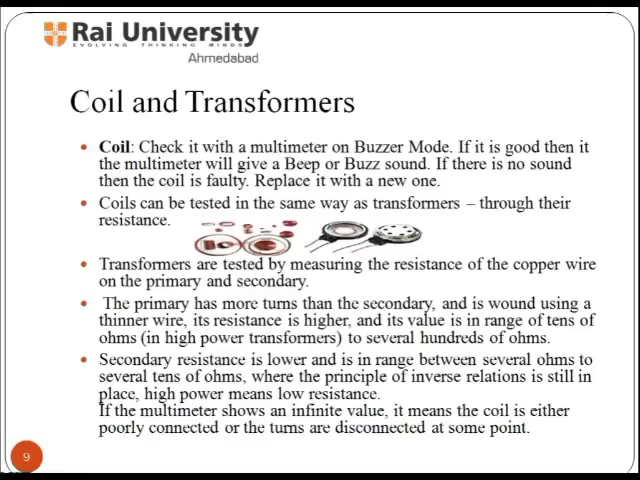 Rai University
EVOLVING THINKING MINDS
Ahmedabad
Coil and Transformers
Coil: Check it with a multimeter on Buzzer Mode. If it is good then it
the multimeter will give a Beep or Buzz sound. If there is no sound
then the coil is faulty. Replace it with a new one.
Coils can be tested in the same way as transformers – through their
resistance.
Transformers are tested by measuring the resistance of the copper wire
on the primary and secondary.
The primary has more turns than the secondary, and is wound using a
thinner wire, its resistance is higher, and its value is in range of tens of
ohms (in high power transformers) to several hundreds of ohms.
Secondary resistance is lower and is in range between several ohms to
several tens of ohms, where the principle of inverse relations is still in
place, high power means low resistance.
If the multimeter shows an infinite value, it means the coil is either
poorly connected or the turns are disconnected at some point.
9